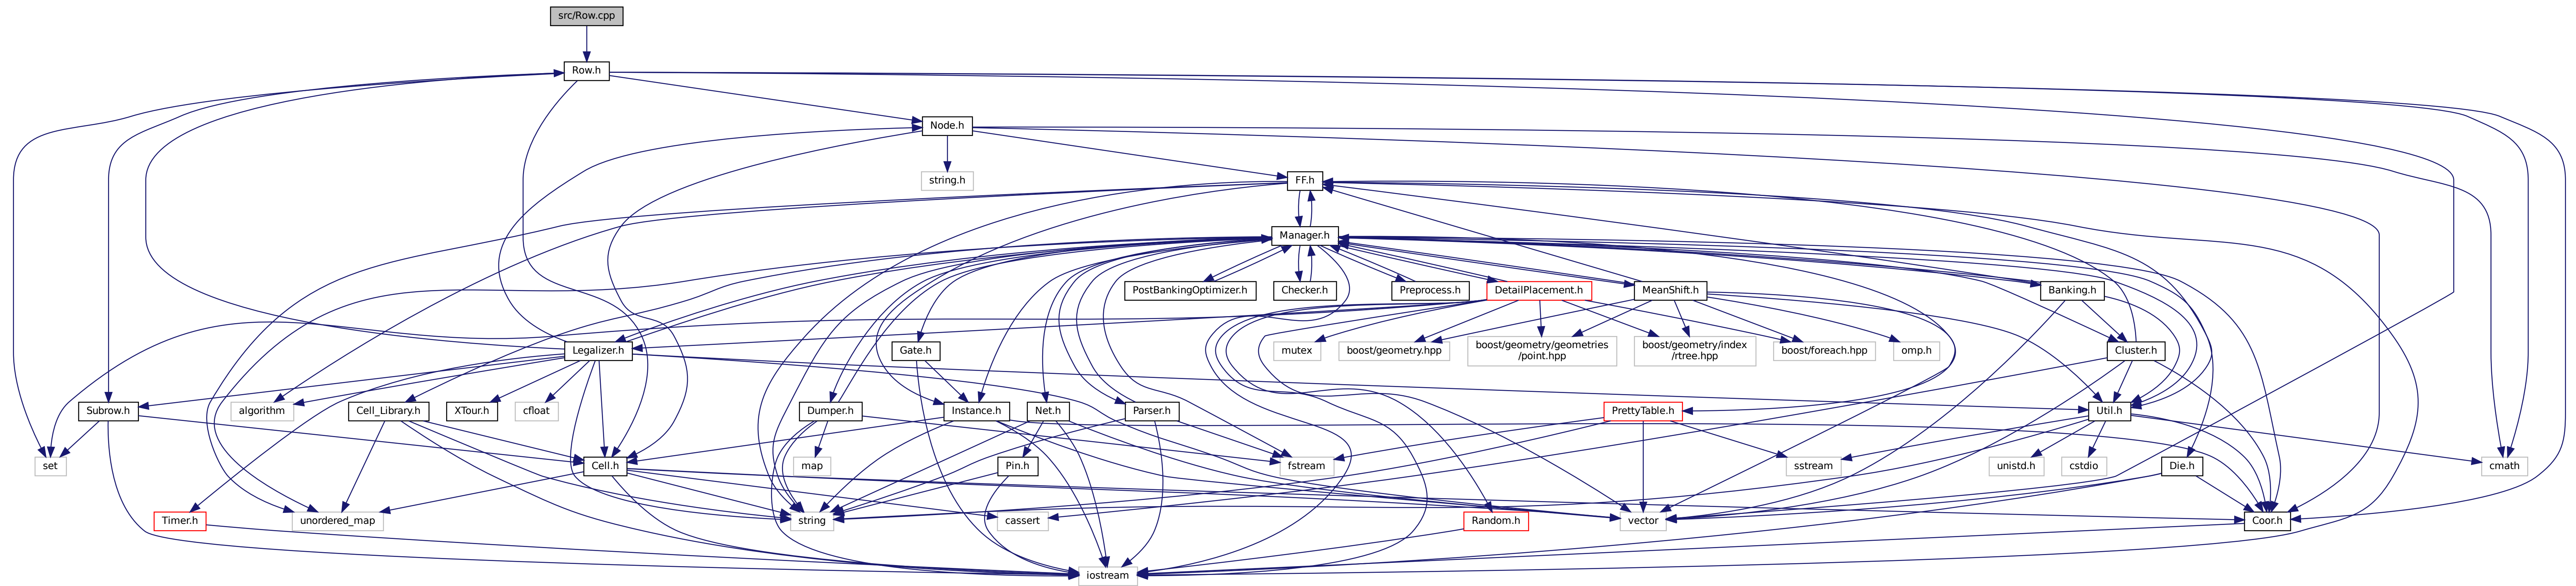 src/Row.cpp
Row.h
Node.h
string.h
FF.h
Manager.h
PostBankingOptimizer.h
Checker.h
Preprocess.h
DetailPlacement.h
MeanShift.h
Banking.h
Legalizer.h
Gate.h
mutex
boost/geometry.hpp
boost/geometry/geometries
/point.hpp
boost/geometry/index
/rtree.hpp
boost/foreach.hpp
omp.h
Cluster.h
Subrow.h
algorithm
Cell_Library.h
XTour.h
cfloat
Dumper.h
Instance.h
Net.h
Parser.h
PrettyTable.h
Util.h
set
Cell.h
map
Pin.h
fstream
sstream
unistd.h
cstdio
Die.h
cmath
Timer.h
unordered_map
string
cassert
Random.h
vector
Coor.h
iostream